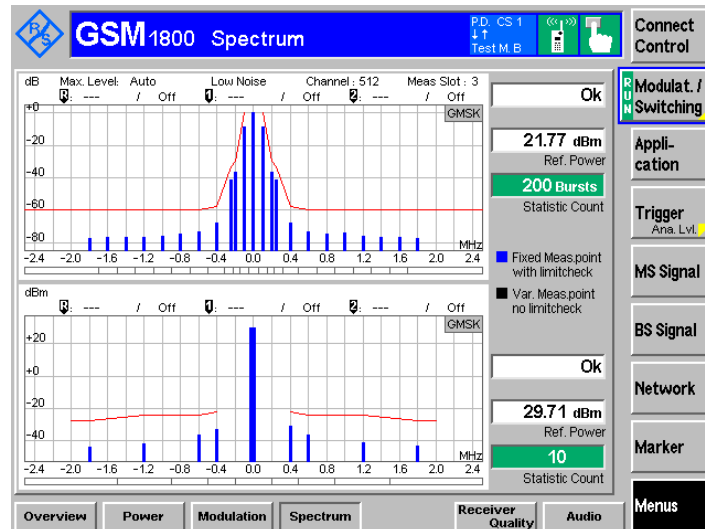 R S
GSM 1800 Spectrum
P.D. CS 1
Test M. B
Connect Control
dB Max. Level: Auto Low Noise Channel : 512 Meas Slot : 3
R: --- / Off 1: --- / Off 2: --- / Off
GMSK
+0
-20
-40
-60
-80
MHz
-2.4 -2.0 -1.6 -1.2 -0.8 -0.4 0.0 0.4 0.8 1.2 1.6 2.0 2.4
Ok
21.77 dBm
Ref. Power
200 Bursts
Statistic Count
Fixed Meas.point
with limitcheck
Var. Meas.point
no limitcheck
dBm
R: --- / Off 1: --- / Off 2: --- / Off
GMSK
+20
+0
-20
-40
MHz
-2.4 -2.0 -1.6 -1.2 -0.8 -0.4 0.0 0.4 0.8 1.2 1.6 2.0 2.4
Ok
29.71 dBm
Ref. Power
10
Statistic Count
RUN
Modulat. /
Switching
Appli-
cation
Trigger
Ana. Lvl.
MS Signal
BS Signal
Network
Marker
Menus
Overview Power Modulation Spectrum Receiver Quality Audio